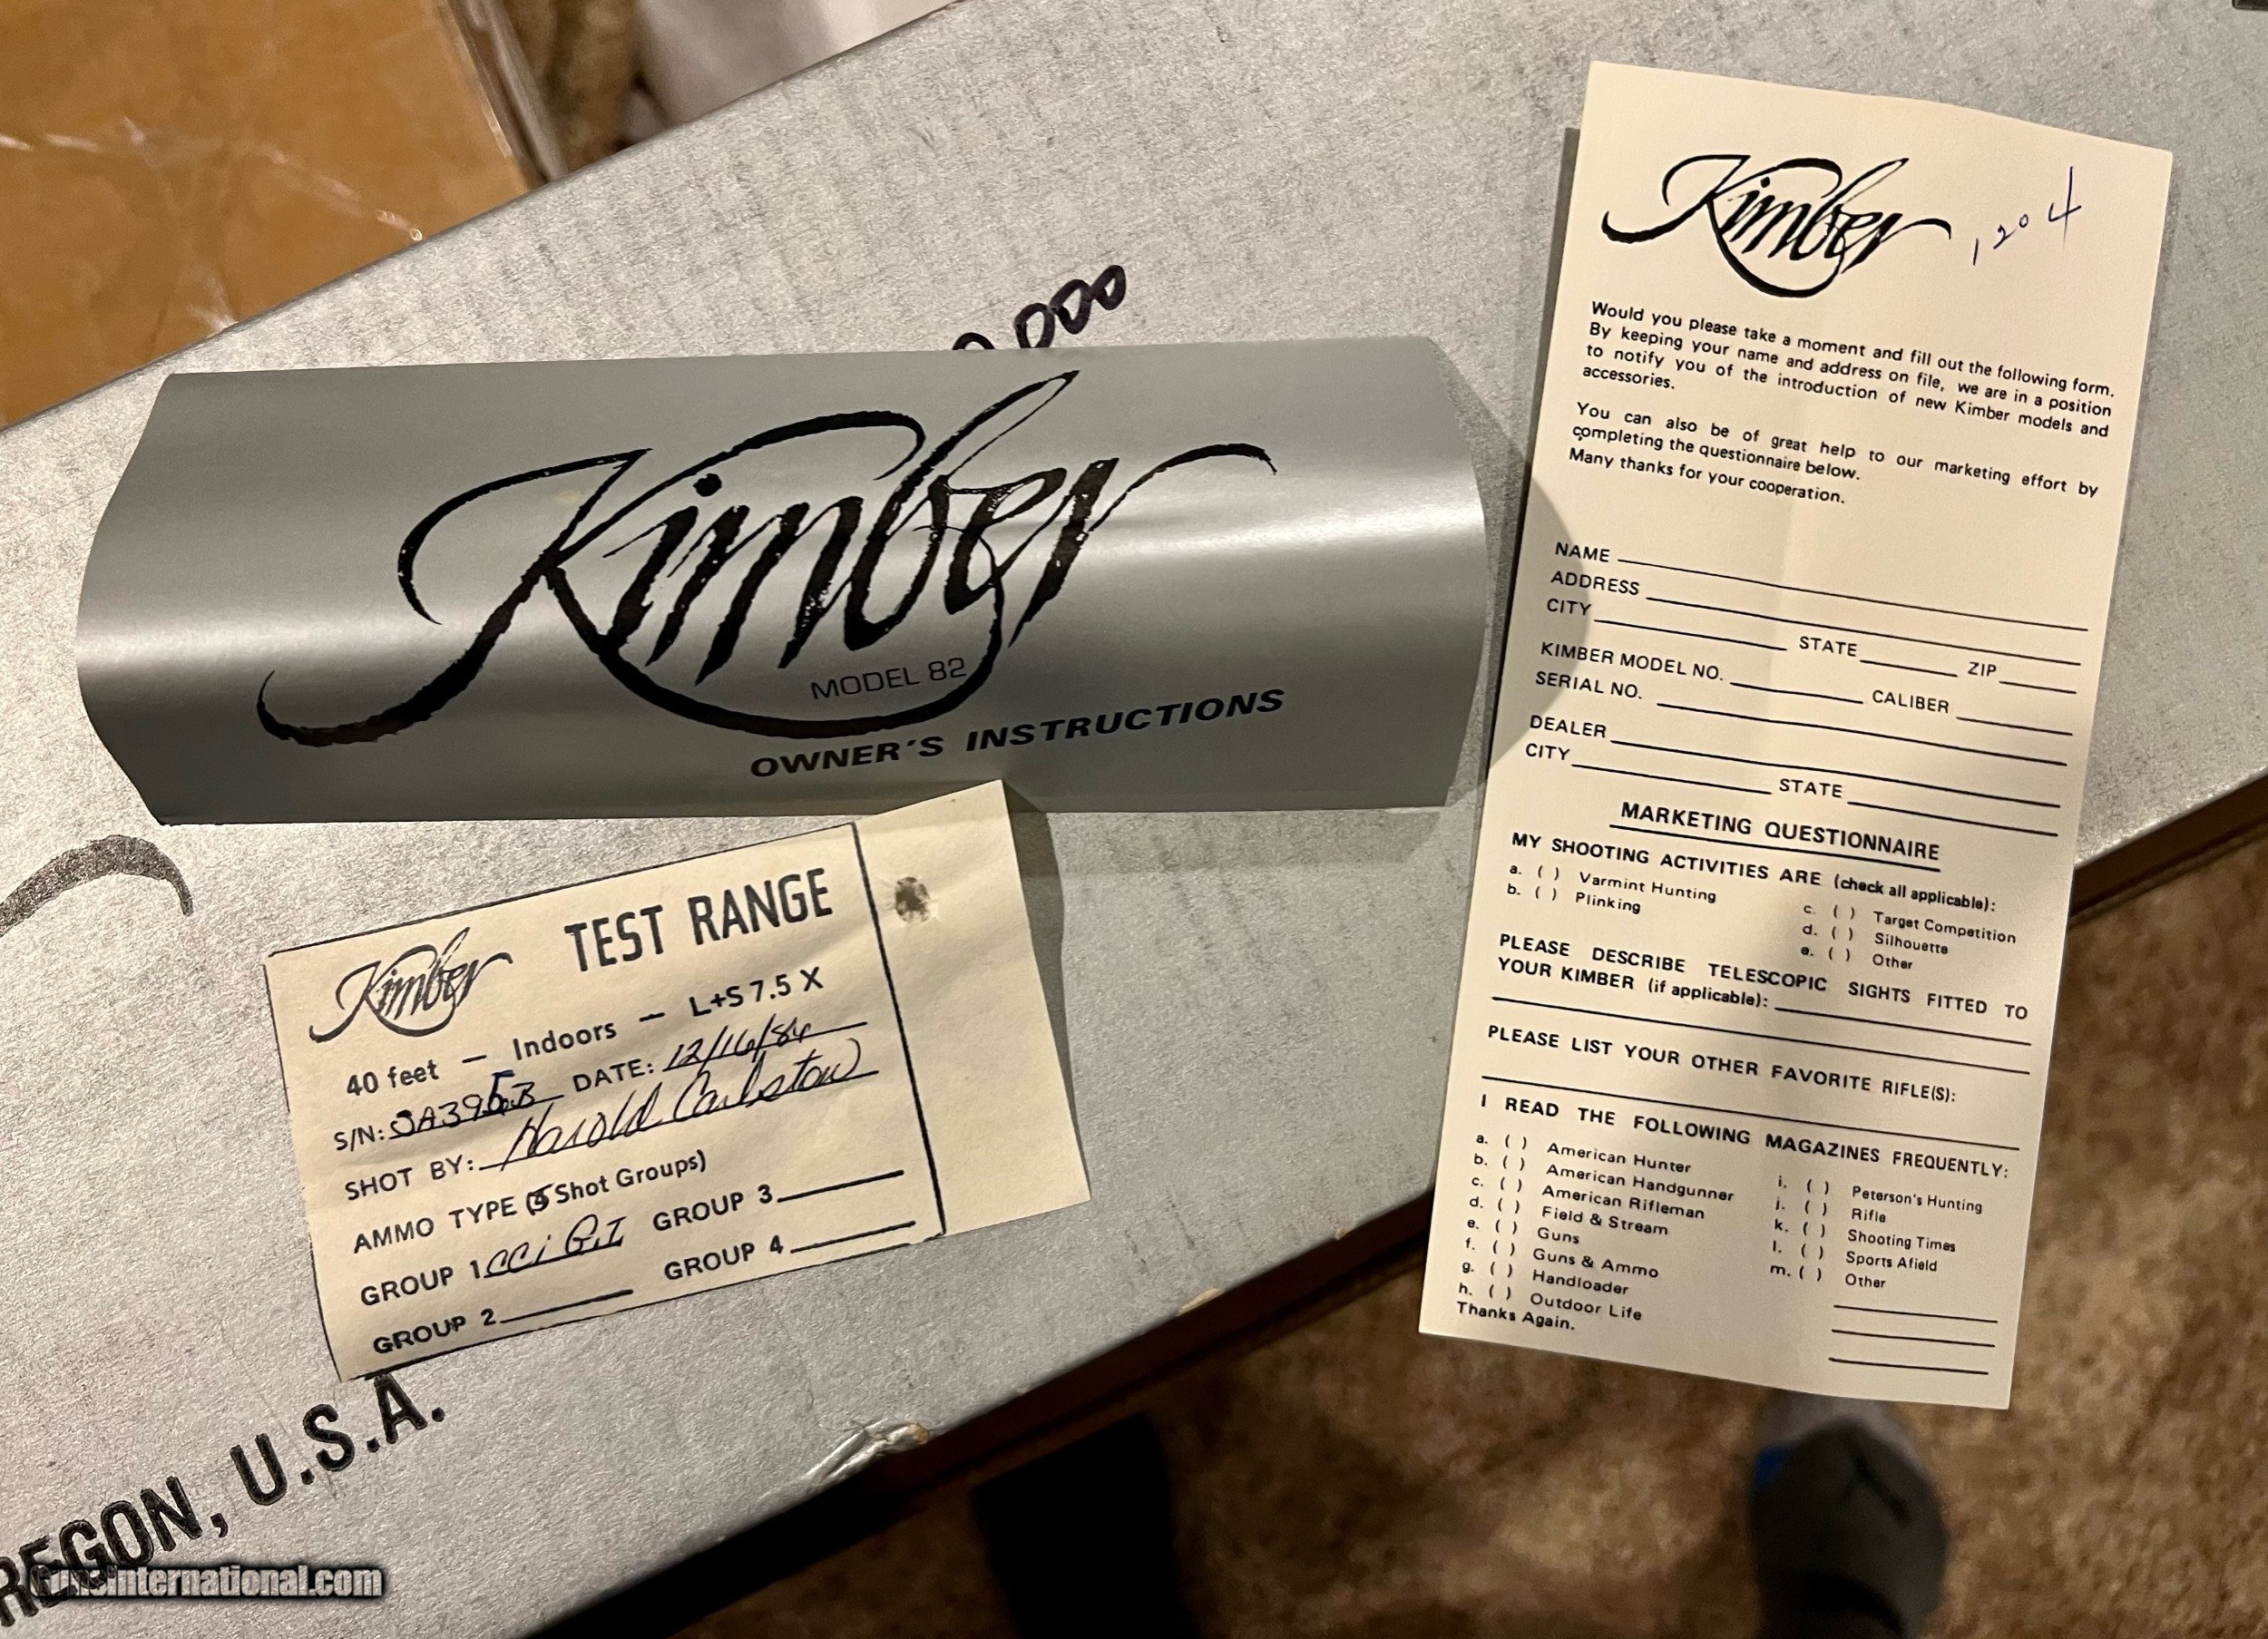 000
Kimber
MODEL 82
OWNER'S INSTRUCTIONS
Kimber TEST RANGE
40 feet — Indoors — L+S 7.5 X
S/N: DATE: 12/16/84
SHOT BY: Harold
AMMO TYPE (5 Shot Groups)
GROUP 1 CCi GROUP 3
GROUP 2 GROUP 4
REGON, U.S.A.
GunsInternational.com
Kimber 1204
Would you please take a moment and fill out the following form.
By keeping your name and address on file, we are in a position
to notify you of the introduction of new Kimber models and
accessories.
You can also be of great help to our marketing effort by
completing the questionnaire below.
Many thanks for your cooperation.
NAME
ADDRESS
CITY STATE ZIP
KIMBER MODEL NO. CALIBER
SERIAL NO.
DEALER
CITY STATE
MARKETING QUESTIONNAIRE
MY SHOOTING ACTIVITIES ARE (check all applicable):
a. ( ) Varmint Hunting
b. ( ) Plinking
c. ( ) Target Competition
d. ( ) Silhouette
e. ( ) Other
PLEASE DESCRIBE TELESCOPIC SIGHTS FITTED TO
YOUR KIMBER (if applicable):
PLEASE LIST YOUR OTHER FAVORITE RIFLE(S):
I READ THE FOLLOWING MAGAZINES FREQUENTLY:
a. ( ) American Hunter
b. ( ) American Handgunner
c. ( ) American Rifleman
d. ( ) Field & Stream
e. ( ) Guns
f. ( ) Guns & Ammo
g. ( ) Handloader
h. ( ) Outdoor Life
i. ( ) Peterson's Hunting
j. ( ) Rifle
k. ( ) Shooting Times
l. ( ) Sports Afield
m. ( ) Other
Thanks Again.